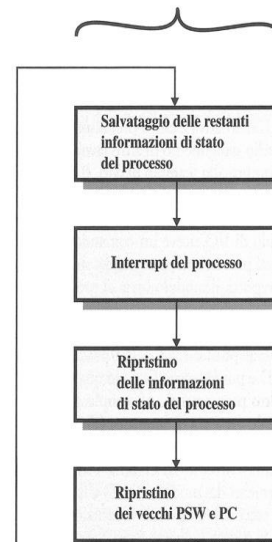 Salvataggio delle restanti
informazioni di stato
del processo
Interrupt del processo
Ripristino
delle informazioni
di stato del processo
Ripristino
dei vecchi PSW e PC